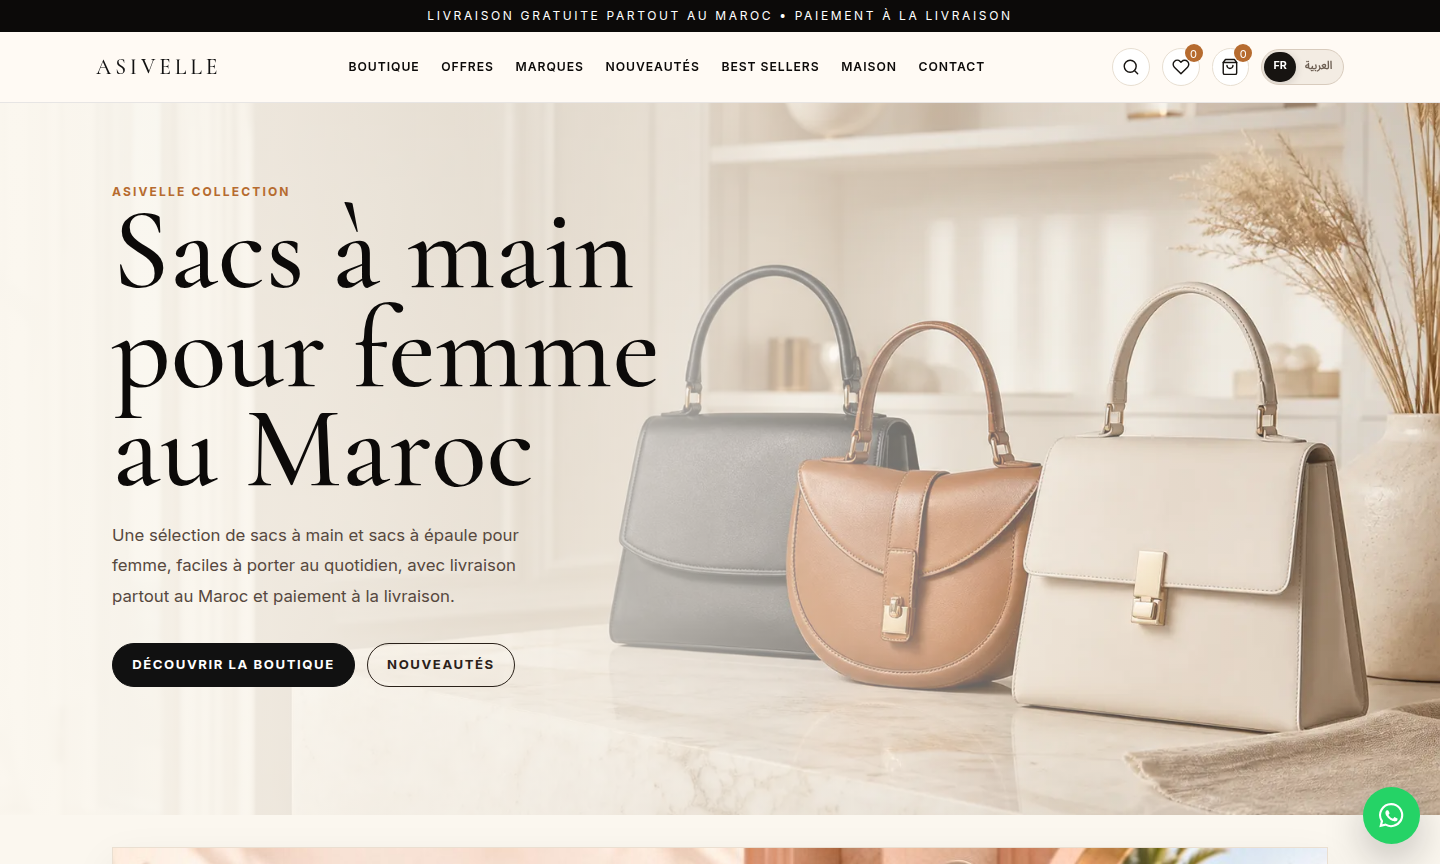 LIVRAISON GRATUITE PARTOUT AU MAROC • PAIEMENT À LA LIVRAISON
ASIVELLE
BOUTIQUE OFFRES MARQUES NOUVEAUTÉS BEST SELLERS MAISON CONTACT
0 0 FR العربية
ASIVELLE COLLECTION
Sacs à main
pour femme
au Maroc
Une sélection de sacs à main et sacs à épaule pour
femme, faciles à porter au quotidien, avec livraison
partout au Maroc et paiement à la livraison.
DÉCOUVRIR LA BOUTIQUE NOUVEAUTÉS